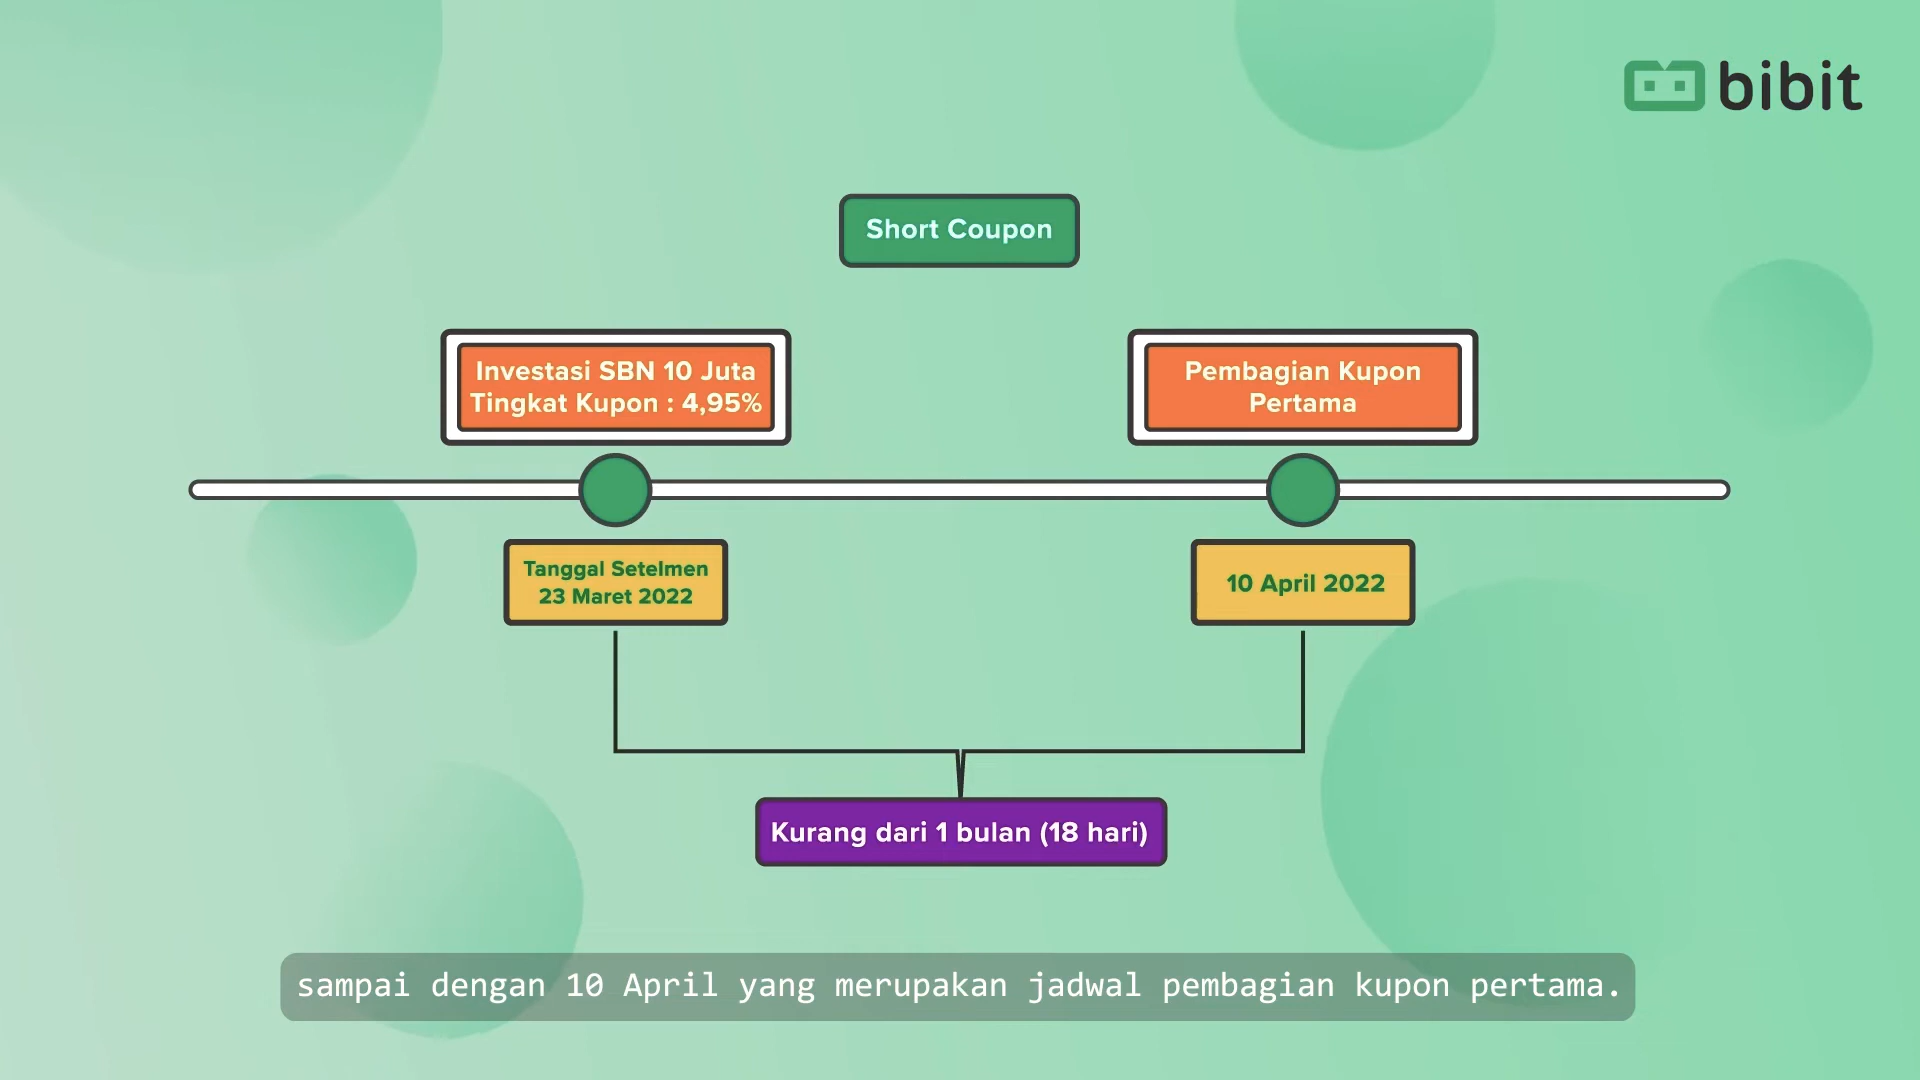 bibit
Short Coupon
Investasi SBN 10 Juta
Tingkat Kupon : 4,95%
Pembagian Kupon
Pertama
Tanggal Setelmen
23 Maret 2022
10 April 2022
Kurang dari 1 bulan (18 hari)
sampai dengan 10 April yang merupakan jadwal pembagian kupon pertama.